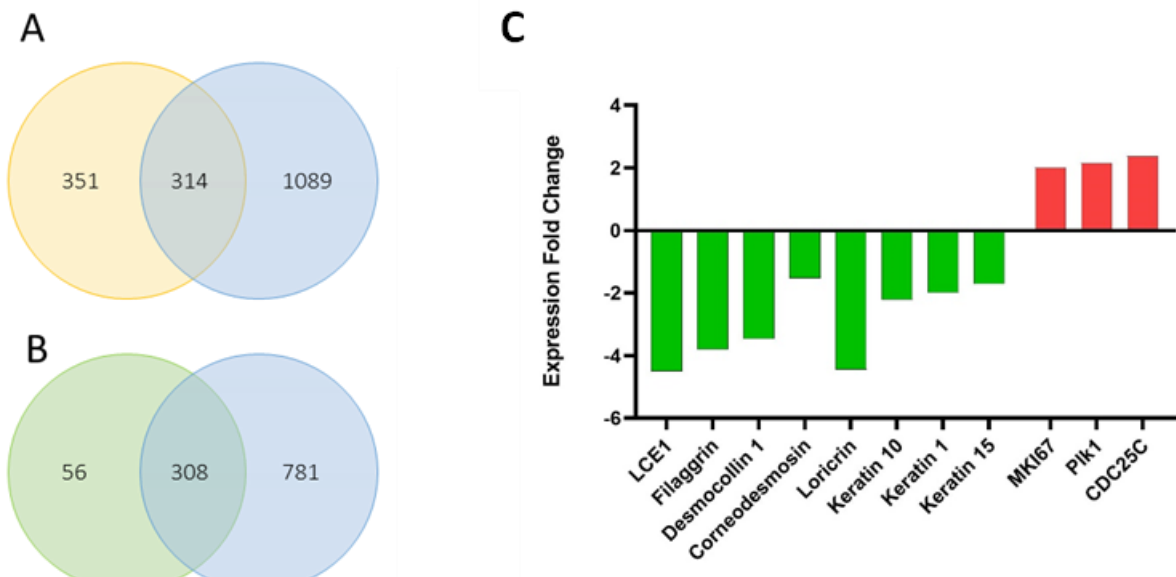 A
351
314
1089
B
56
308
781
C
Expression Fold Change
4
2
0
-2
-4
-6
LCE1
Filaggrin
Desmocollin 1
Corneodesmosin
Loricrin
Keratin 10
Keratin 1
Keratin 15
MKI67
Plk1
CDC25C